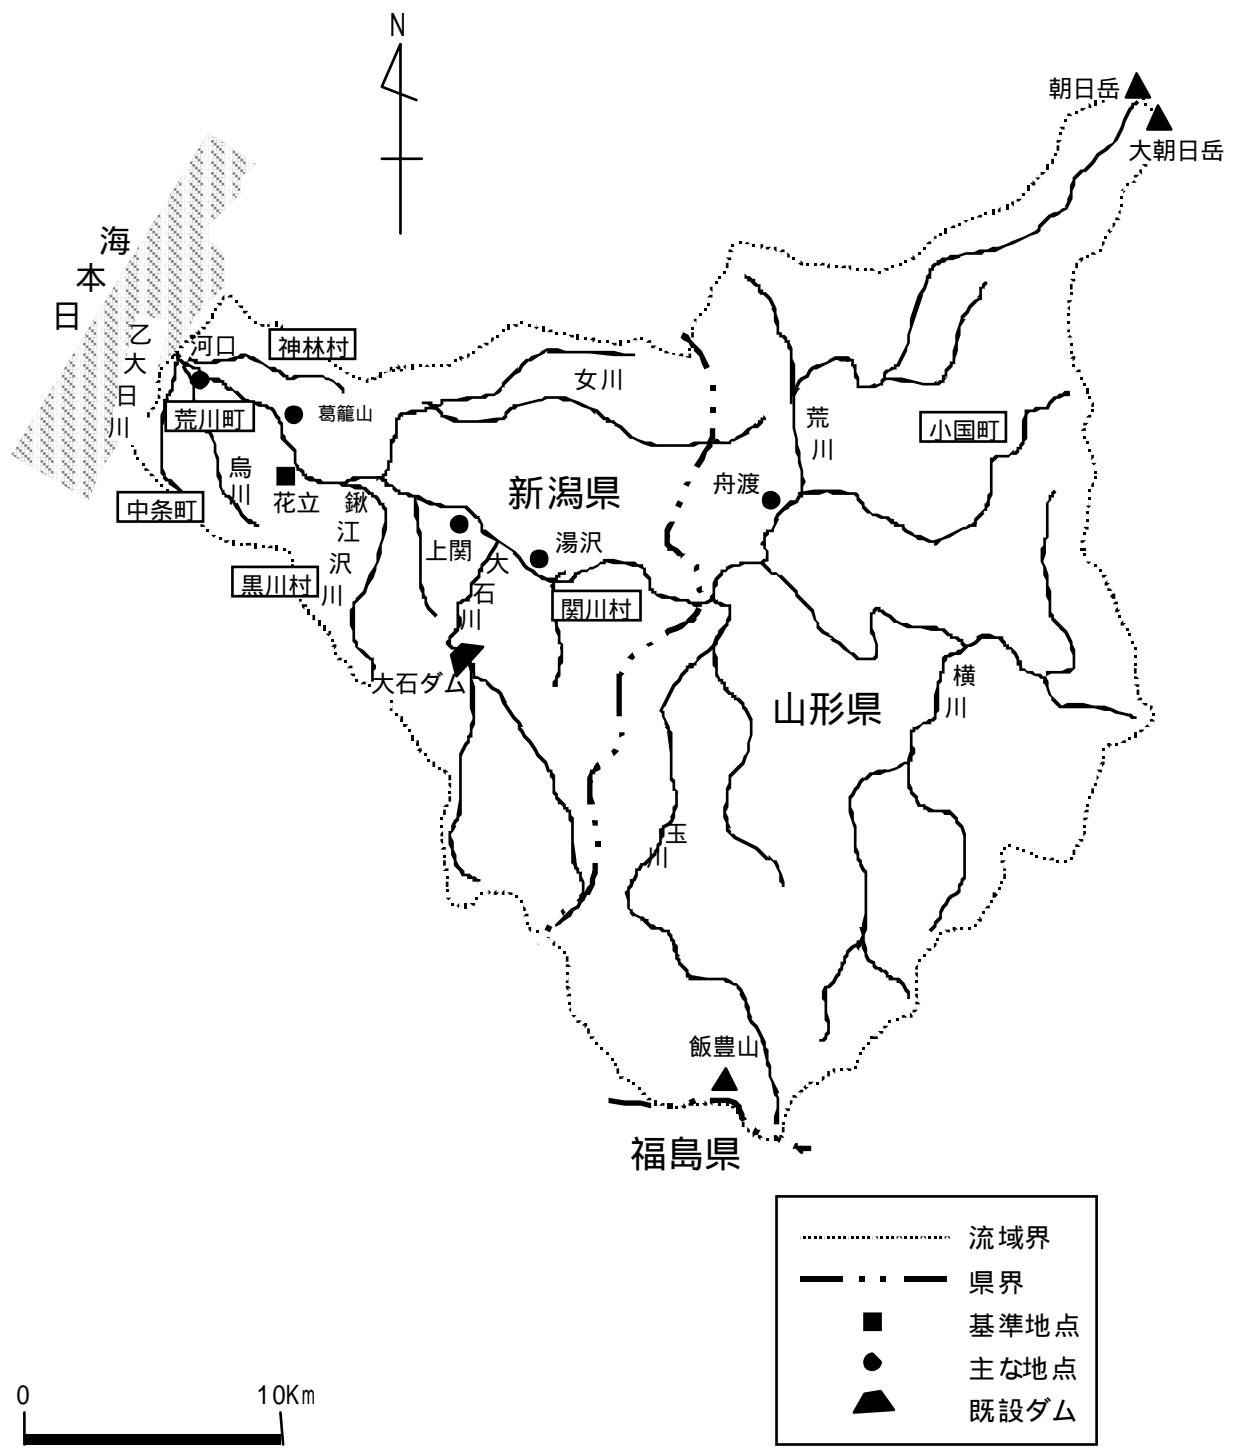 N
朝日岳
大朝日岳
日本海
河口
神林村
乙大日川
女川
荒川町
葛籠山
荒川
小国町
烏川
舟渡
新潟県
花立
鍬江沢川
中条町
上関
湯沢
大石川
黒川村
関川村
大石ダム
横川
山形県
玉川
飯豊山
福島県
流域界
県界
基準地点
主な地点
既設ダム
0 10Km